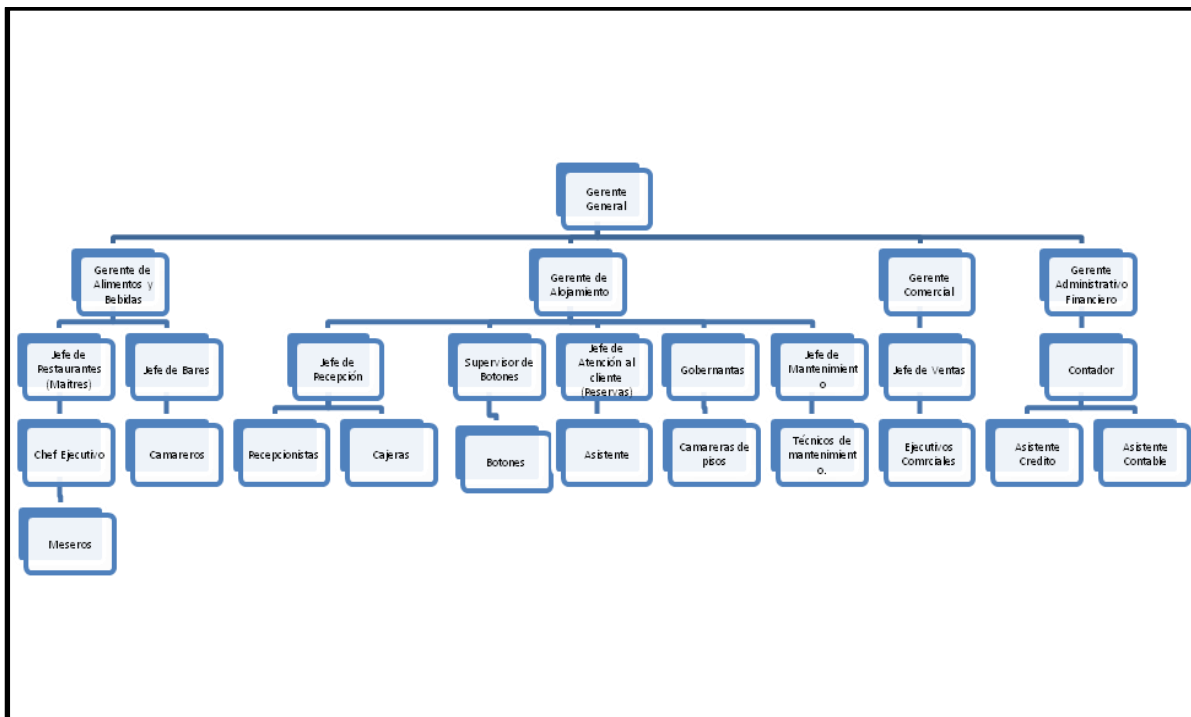 Gerente
General
Gerente de
Alimentos y
Bebidas
Gerente de
Alojamiento
Gerente
Comercial
Gerente
Administrativo
Financiero
Jefe de
Restaurantes
(Maitres)
Jefe de Bares
Jefe de
Recepción
Supervisor de
Botones
Jefe de
Atención al
cliente
(Reservas)
Gobernantas
Jefe de
Mantenimient
o
Jefe de Ventas
Contador
Chef Ejecutivo
Camareros
Recepcionistas
Cajeras
Botones
Asistente
Camareras de
pisos
Técnicos de
mantenimient
o.
Ejecutivos
Comrciales
Asistente
Credito
Asistente
Contable
Meseros